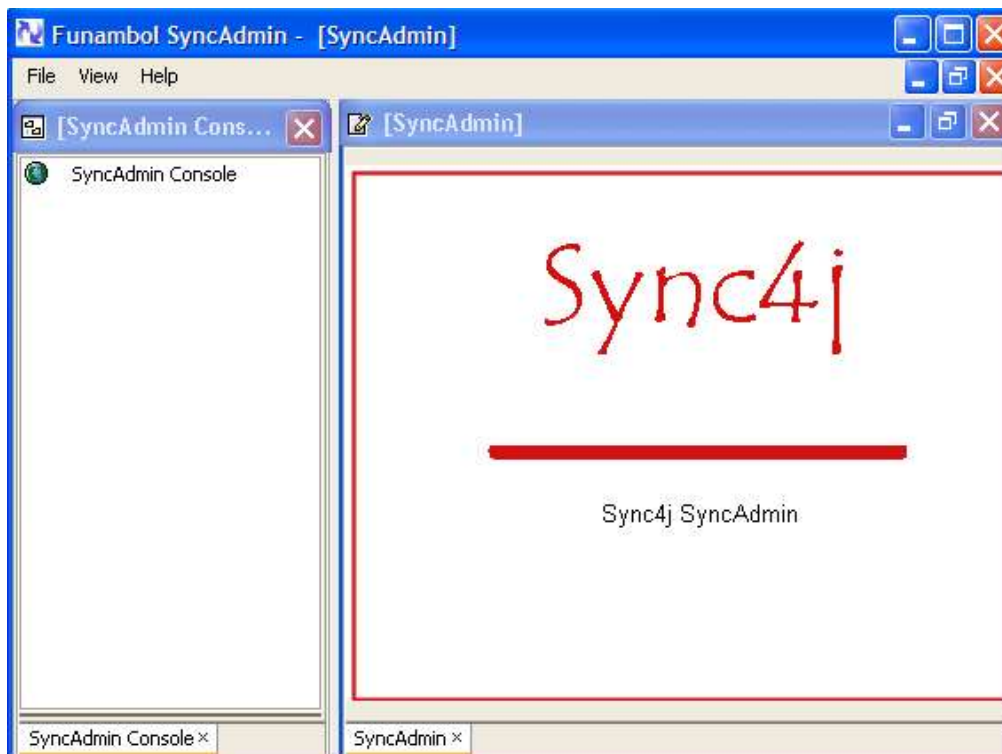 Funambol SyncAdmin - [SyncAdmin]
File View Help
[SyncAdmin Cons...
SyncAdmin Console
SyncAdmin Console ×
[SyncAdmin]
Sync4j
Sync4j SyncAdmin
SyncAdmin ×